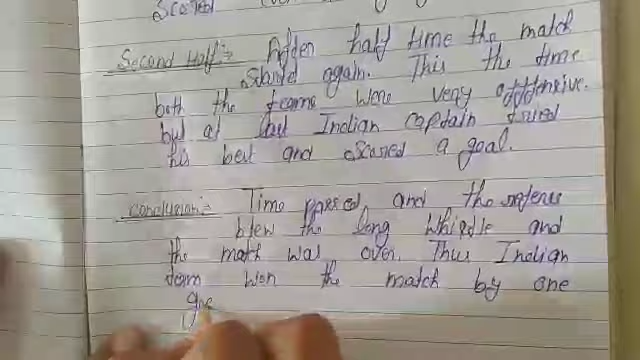 Scored
Second Half:- After half time the match
started again. This the time
both the teams were very offensive.
but at last Indian captain tried
his best and scored a goal.
Conclusion:- Time passed, and the referee
blew the long whistle and
the match was over. Thus Indian
team won the match by one